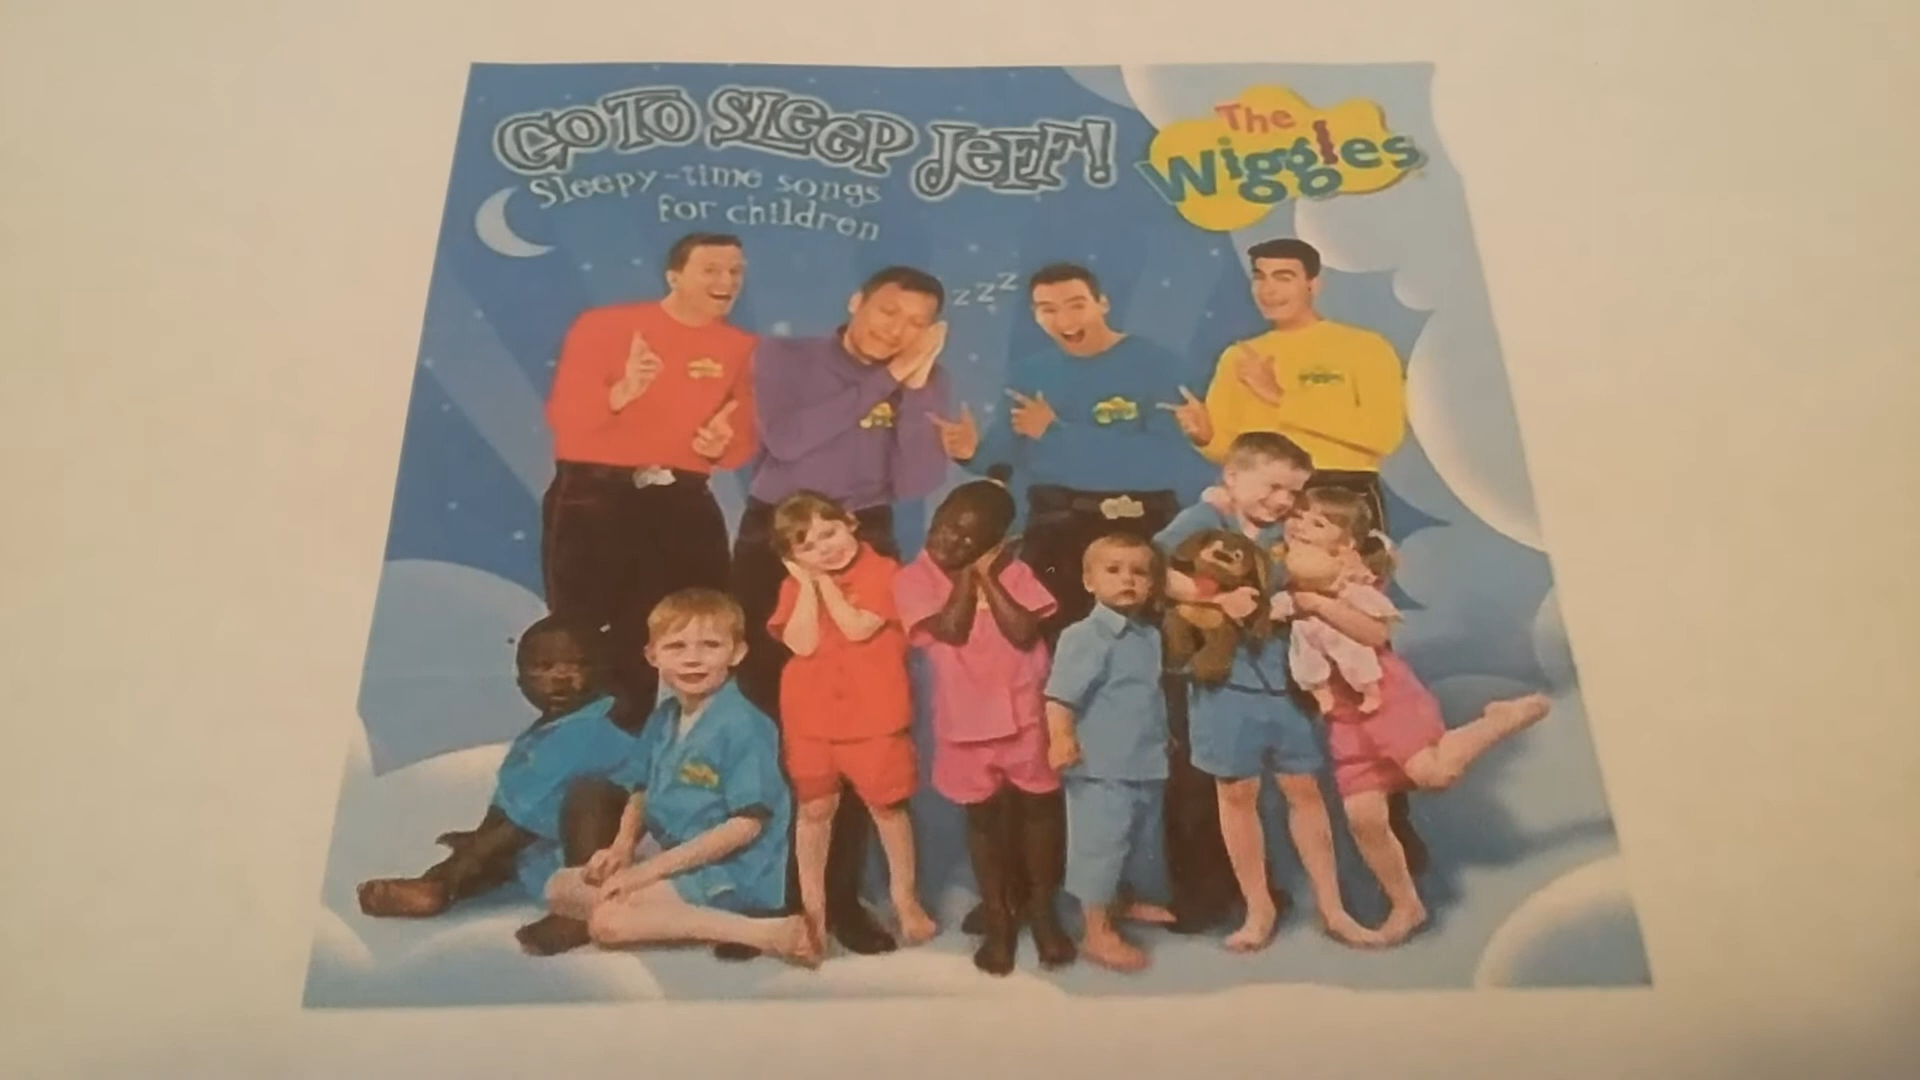 Go To Sleep Jeff!
Sleepy-time songs
for children
The
Wiggles
zzz